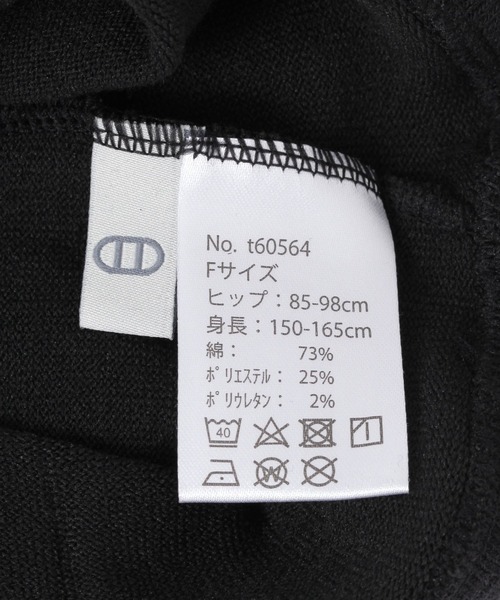 No. t60564
Fサイズ
ヒップ：85-98cm
身長：150-165cm
綿： 73%
ﾎﾟﾘｴｽﾃﾙ： 25%
ﾎﾟﾘｳﾚﾀﾝ： 2%
40
W